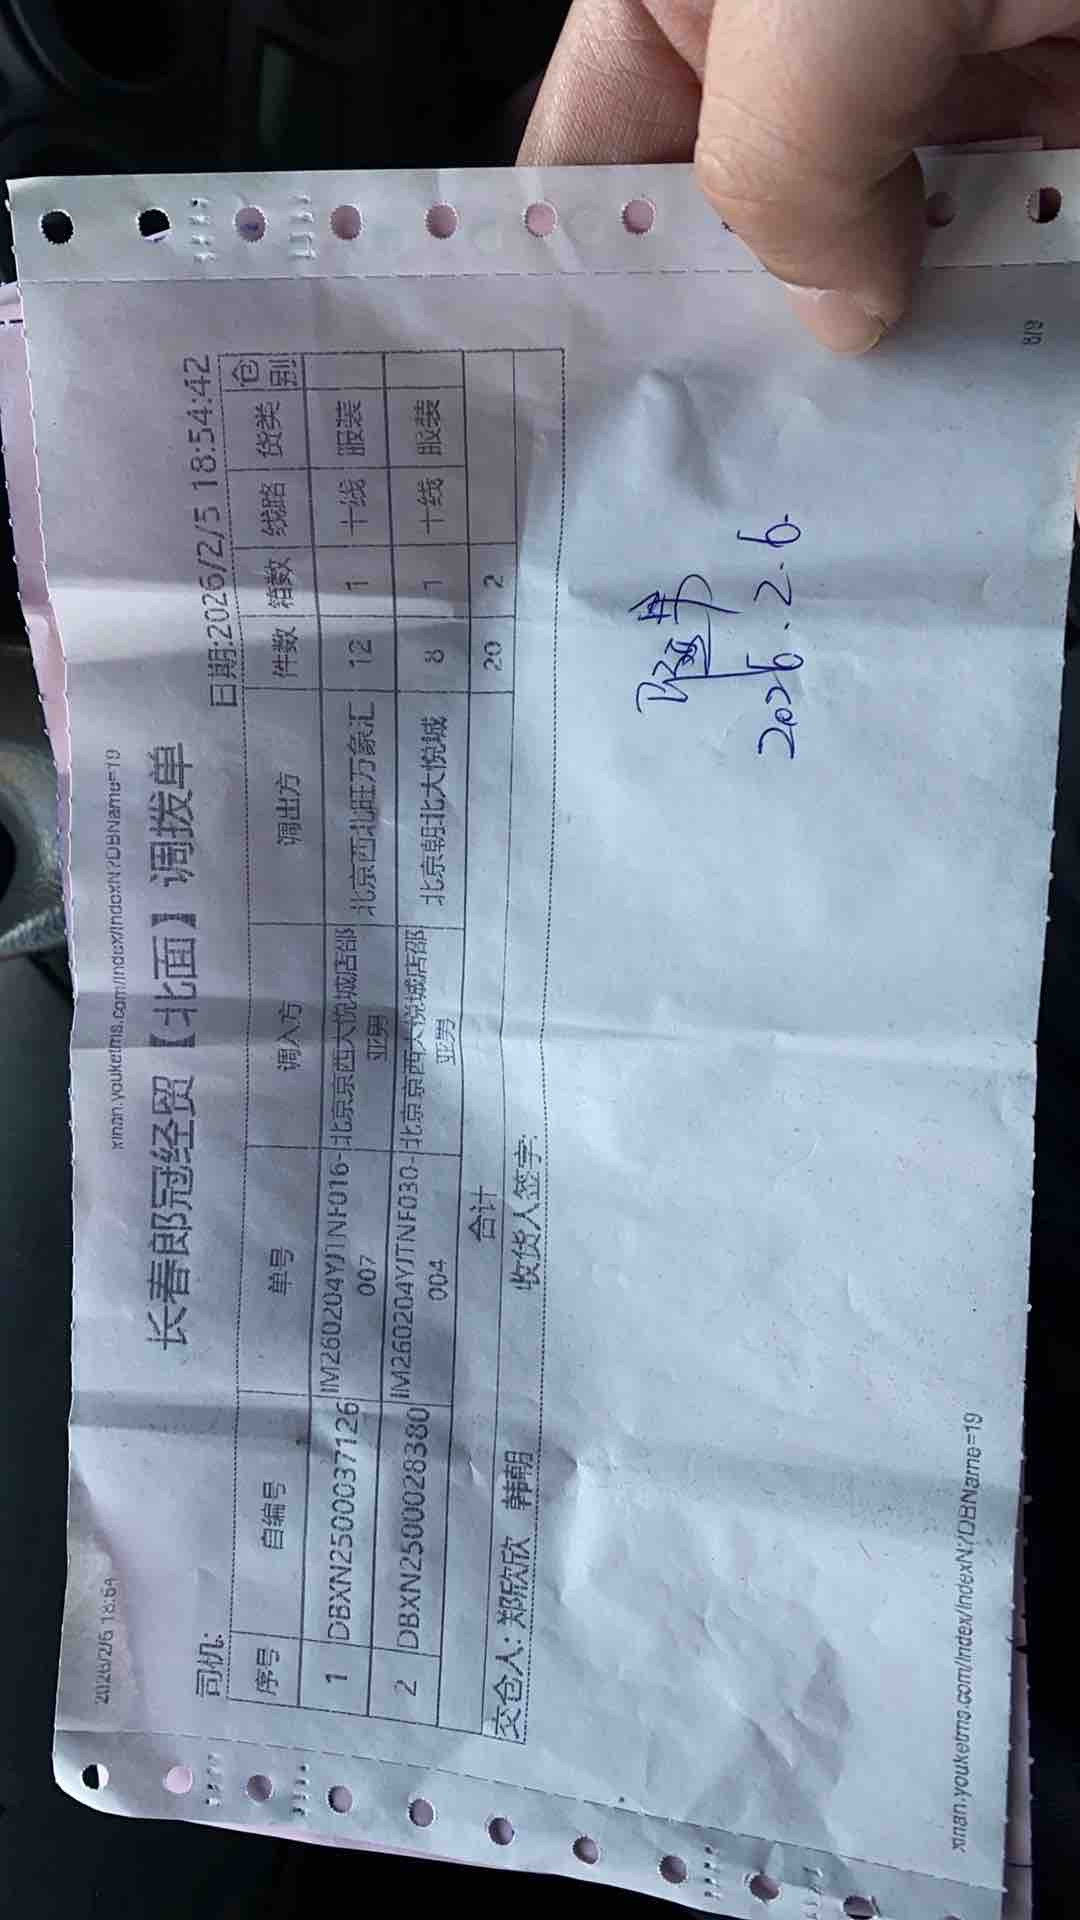 2026/2/5 18:54
xinan.youketms.com/Index/IndexN?DBName=19
长春郎冠经贸【北面】调拨单
司机:
日期:2026/2/5 18:54:42
序号 自编号 单号 调入方 调出方 件数 箱数 线路 货类 仓别
1 DBXN2500037126 IM260204YJTNF016-007 北京京西大悦城店邵亚男 北京西北旺万象汇 12 1 十线 服装
2 DBXN2500028380 IM260204YJTNF030-004 北京京西大悦城店邵亚男 北京朝北大悦城 8 1 十线 服装
合计 20 2
交仓人: 郑欣欣 韩朝 收货人签字:
2026.2.6.
xinan.youketms.com/Index/IndexN?DBName=19